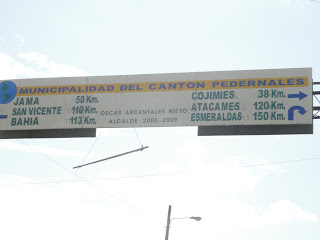 MUNICIPALIDAD DEL CANTON PEDERNALES
JAMA 50 Km.
SAN VICENTE 110 Km.
BAHIA 113 Km.
OSCAR ARCENTALES NIETO
ALCALDE 2005-2009
COJIMIES 38 Km.
ATACAMES 120 Km.
ESMERALDAS 150 Km.